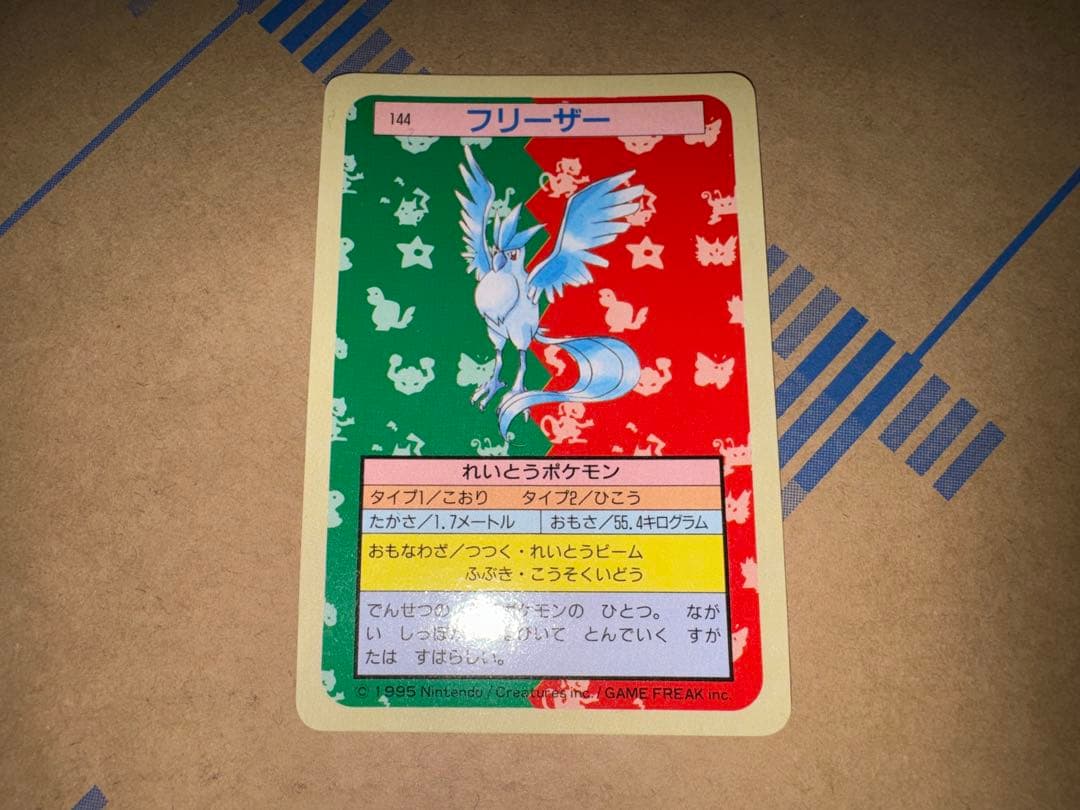 144 フリーザー
れいとうポケモン
タイプ1/こおり タイプ2/ひこう
たかさ/1.7メートル おもさ/55.4キログラム
おもなわざ/つつく・れいとうビーム
ふぶき・こうそくいどう
でんせつの ポケモンの ひとつ。 なが
い しっぽ びいて とんでいく すが
たは すばらしい。
© 1995 Nintendo / Creatures inc. / GAME FREAK inc.